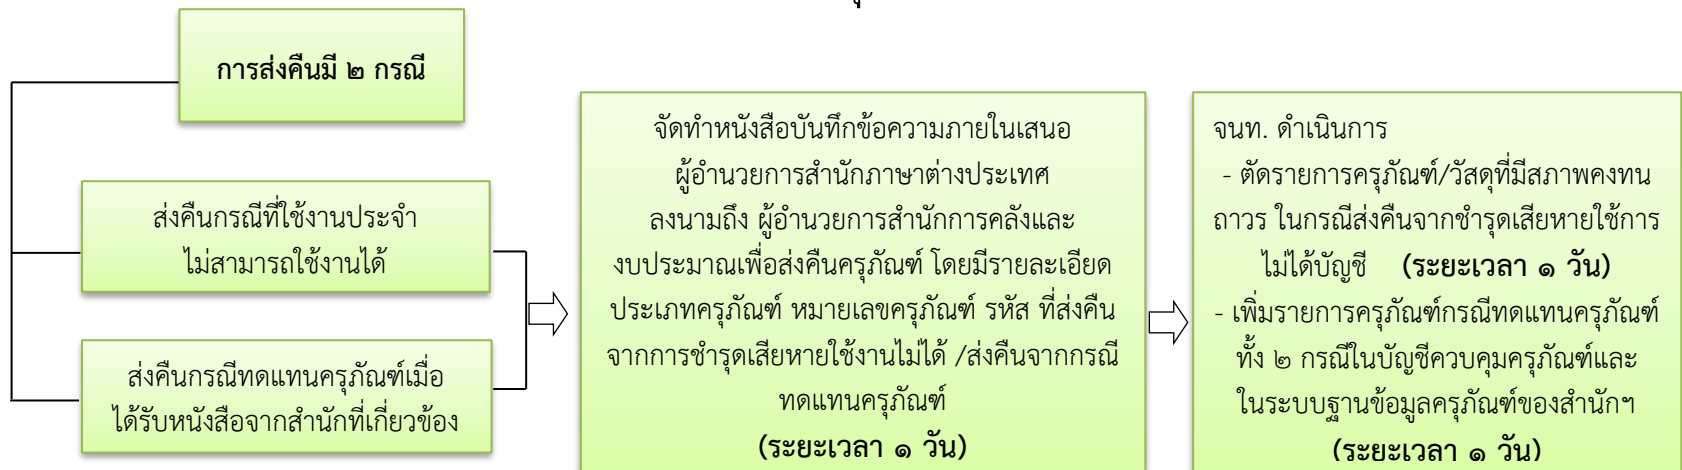 การส่งคืนมี ๒ กรณี
ส่งคืนกรณีที่ใช้งานประจำ
ไม่สามารถใช้งานได้
ส่งคืนกรณีทดแทนครุภัณฑ์เมื่อ
ได้รับหนังสือจากสำนักที่เกี่ยวข้อง
จัดทำหนังสือบันทึกข้อความภายในเสนอ
ผู้อำนวยการสำนักภาษาต่างประเทศ
ลงนามถึง ผู้อำนวยการสำนักการคลังและ
งบประมาณเพื่อส่งคืนครุภัณฑ์ โดยมีรายละเอียด
ประเภทครุภัณฑ์ หมายเลขครุภัณฑ์ รหัส ที่ส่งคืน
จากการชำรุดเสียหายใช้งานไม่ได้ /ส่งคืนจากกรณี
ทดแทนครุภัณฑ์
(ระยะเวลา ๑ วัน)
จนท. ดำเนินการ
- ตัดรายการครุภัณฑ์/วัสดุที่มีสภาพคงทน
ถาวร ในกรณีส่งคืนจากชำรุดเสียหายใช้การ
ไม่ได้บัญชี (ระยะเวลา ๑ วัน)
- เพิ่มรายการครุภัณฑ์กรณีทดแทนครุภัณฑ์
ทั้ง ๒ กรณีในบัญชีควบคุมครุภัณฑ์และ
ในระบบฐานข้อมูลครุภัณฑ์ของสำนักฯ
(ระยะเวลา ๑ วัน)